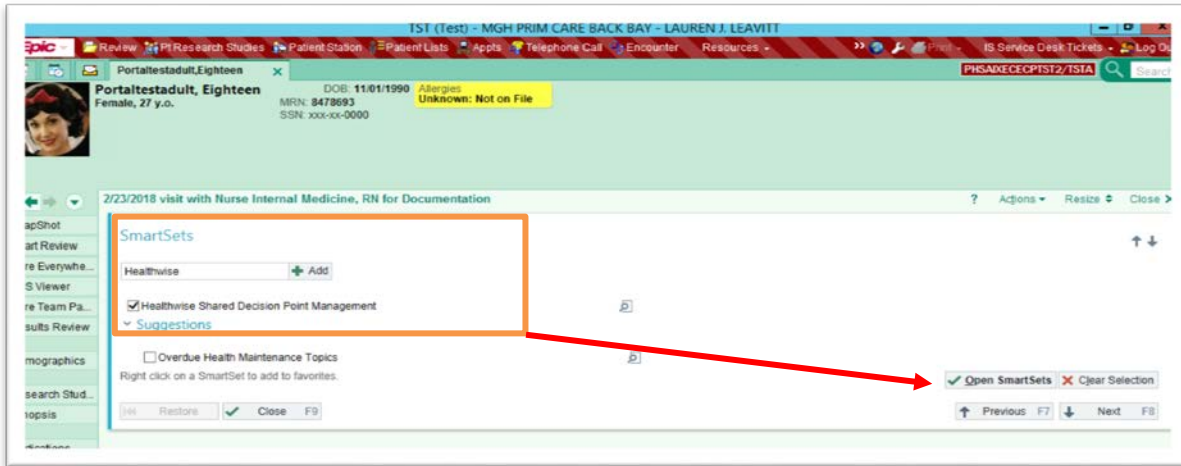 TST (Test) - MGH PRIM CARE BACK BAY - LAUREN J. LEAVITT
Epic Review Pt Research Studies Patient Station Patient Lists Appts Telephone Call Encounter Resources Print IS Service Desk Tickets Log Ou
Portaltestadult,Eighteen × PHSAIXECECPTST2/TSTA Search
Portaltestadult, Eighteen DOB: 11/01/1990 Allergies
Female, 27 y.o. MRN: 8478693 Unknown: Not on File
SSN: xxx-xx-0000
2/23/2018 visit with Nurse Internal Medicine, RN for Documentation ? Actions Resize Close
apShot
SmartSets
art Review
re Everywhe...
Healthwise Add
S Viewer
re Team Pa...
Healthwise Shared Decision Point Management
sults Review
Suggestions
mographics
Overdue Health Maintenance Topics
Right click on a SmartSet to add to favorites.
search Stud...
Open SmartSets Clear Selection
nopsis
Restore Close F9 Previous F7 Next F8